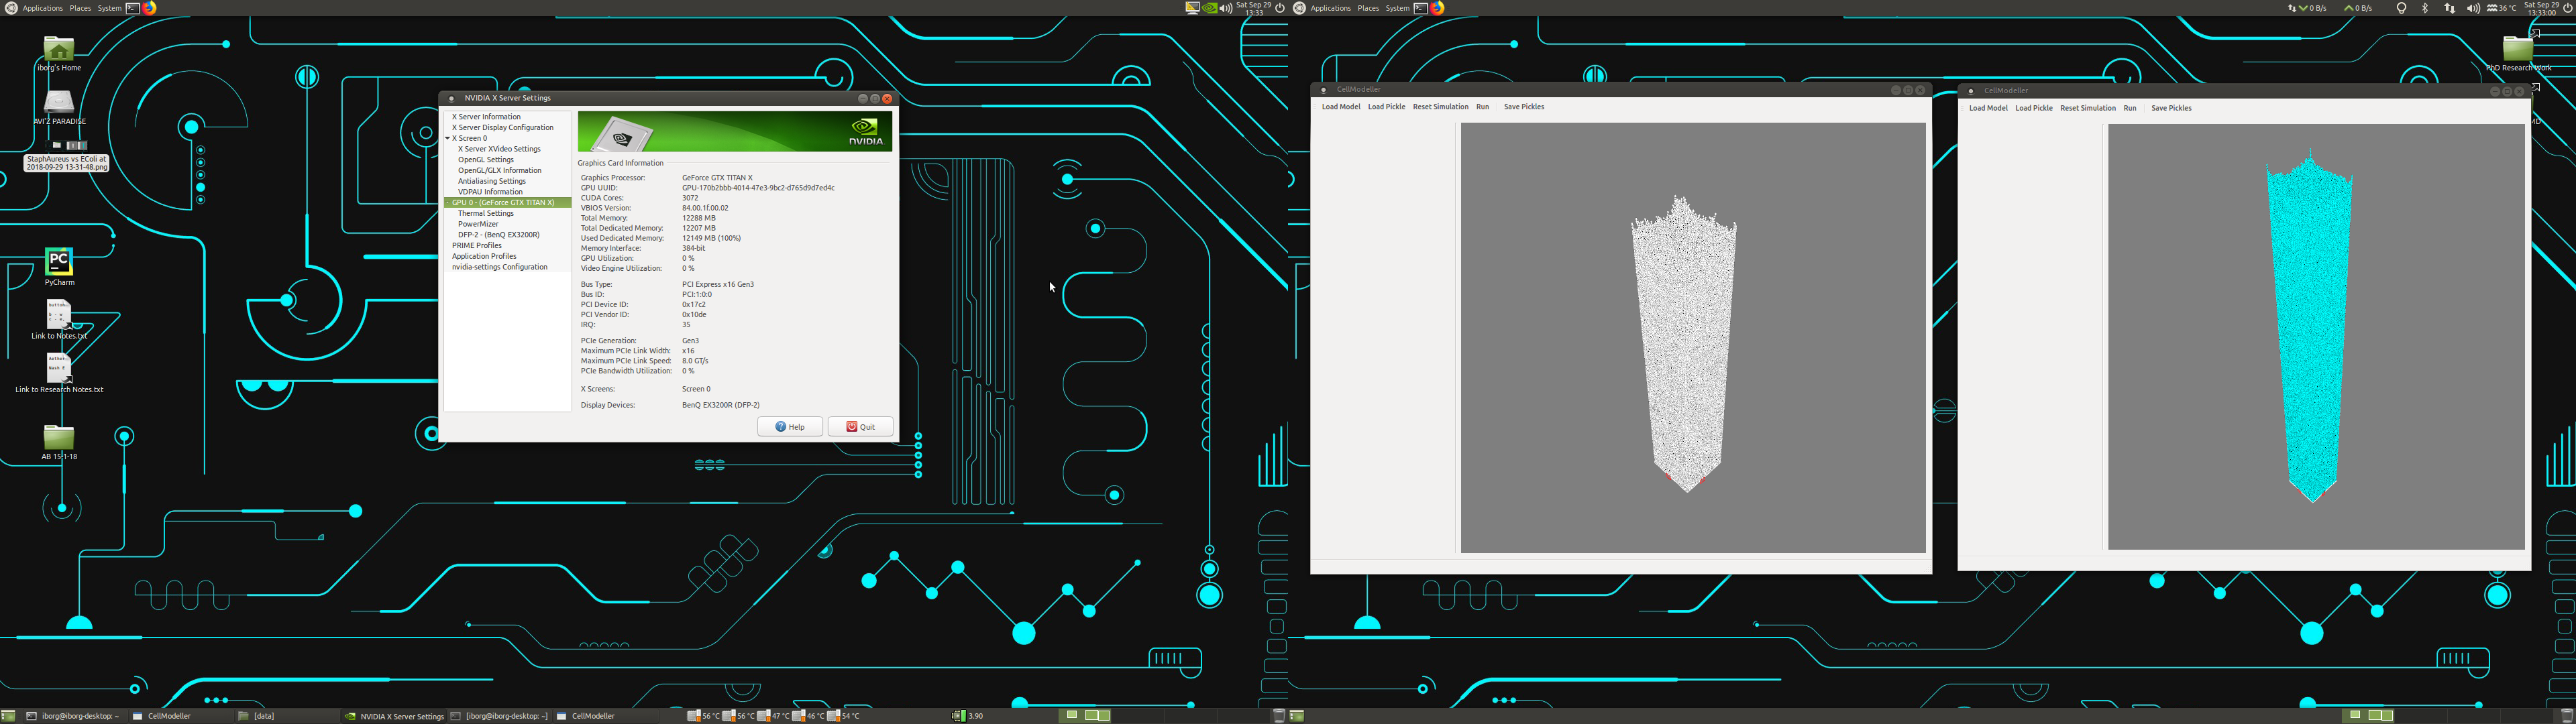 Applications Places System
Sat Sep 29
13:33
Applications Places System
0 B/s
0 B/s
36 °C
Sat Sep 29
13:33:00
iborg's Home
AVI'Z PARADISE
StaphAureus vs EColi at
2018-09-29 13-31-48.png
PyCharm
Link to Notes.txt
Link to Research Notes.txt
AB 15-1-18
PhD Research Work
NVIDIA X Server Settings
X Server Information
X Server Display Configuration
X Screen 0
X Server XVideo Settings
OpenGL Settings
OpenGL/GLX Information
Antialiasing Settings
VDPAU Information
GPU 0 - (GeForce GTX TITAN X)
Thermal Settings
PowerMizer
DFP-2 - (BenQ EX3200R)
PRIME Profiles
Application Profiles
nvidia-settings Configuration
NVIDIA
Graphics Card Information
Graphics Processor: GeForce GTX TITAN X
GPU UUID: GPU-170b2bbb-4014-47e3-9bc2-d765d9d7ed4c
CUDA Cores: 3072
VBIOS Version: 84.00.1f.00.02
Total Memory: 12288 MB
Total Dedicated Memory: 12207 MB
Used Dedicated Memory: 12149 MB (100%)
Memory Interface: 384-bit
GPU Utilization: 0 %
Video Engine Utilization: 0 %
Bus Type: PCI Express x16 Gen3
Bus ID: PCI:1:0:0
PCI Device ID: 0x17c2
PCI Vendor ID: 0x10de
IRQ: 35
PCIe Generation: Gen3
Maximum PCIe Link Width: x16
Maximum PCIe Link Speed: 8.0 GT/s
PCIe Bandwidth Utilization: 0 %
X Screens: Screen 0
Display Devices: BenQ EX3200R (DFP-2)
Help Quit
CellModeller
Load Model Load Pickle Reset Simulation Run Save Pickles
CellModeller
Load Model Load Pickle Reset Simulation Run Save Pickles
iborg@iborg-desktop: ~
CellModeller
[data]
NVIDIA X Server Settings
[iborg@iborg-desktop: ~]
CellModeller
56 °C 56 °C 47 °C 46 °C 54 °C
3.90